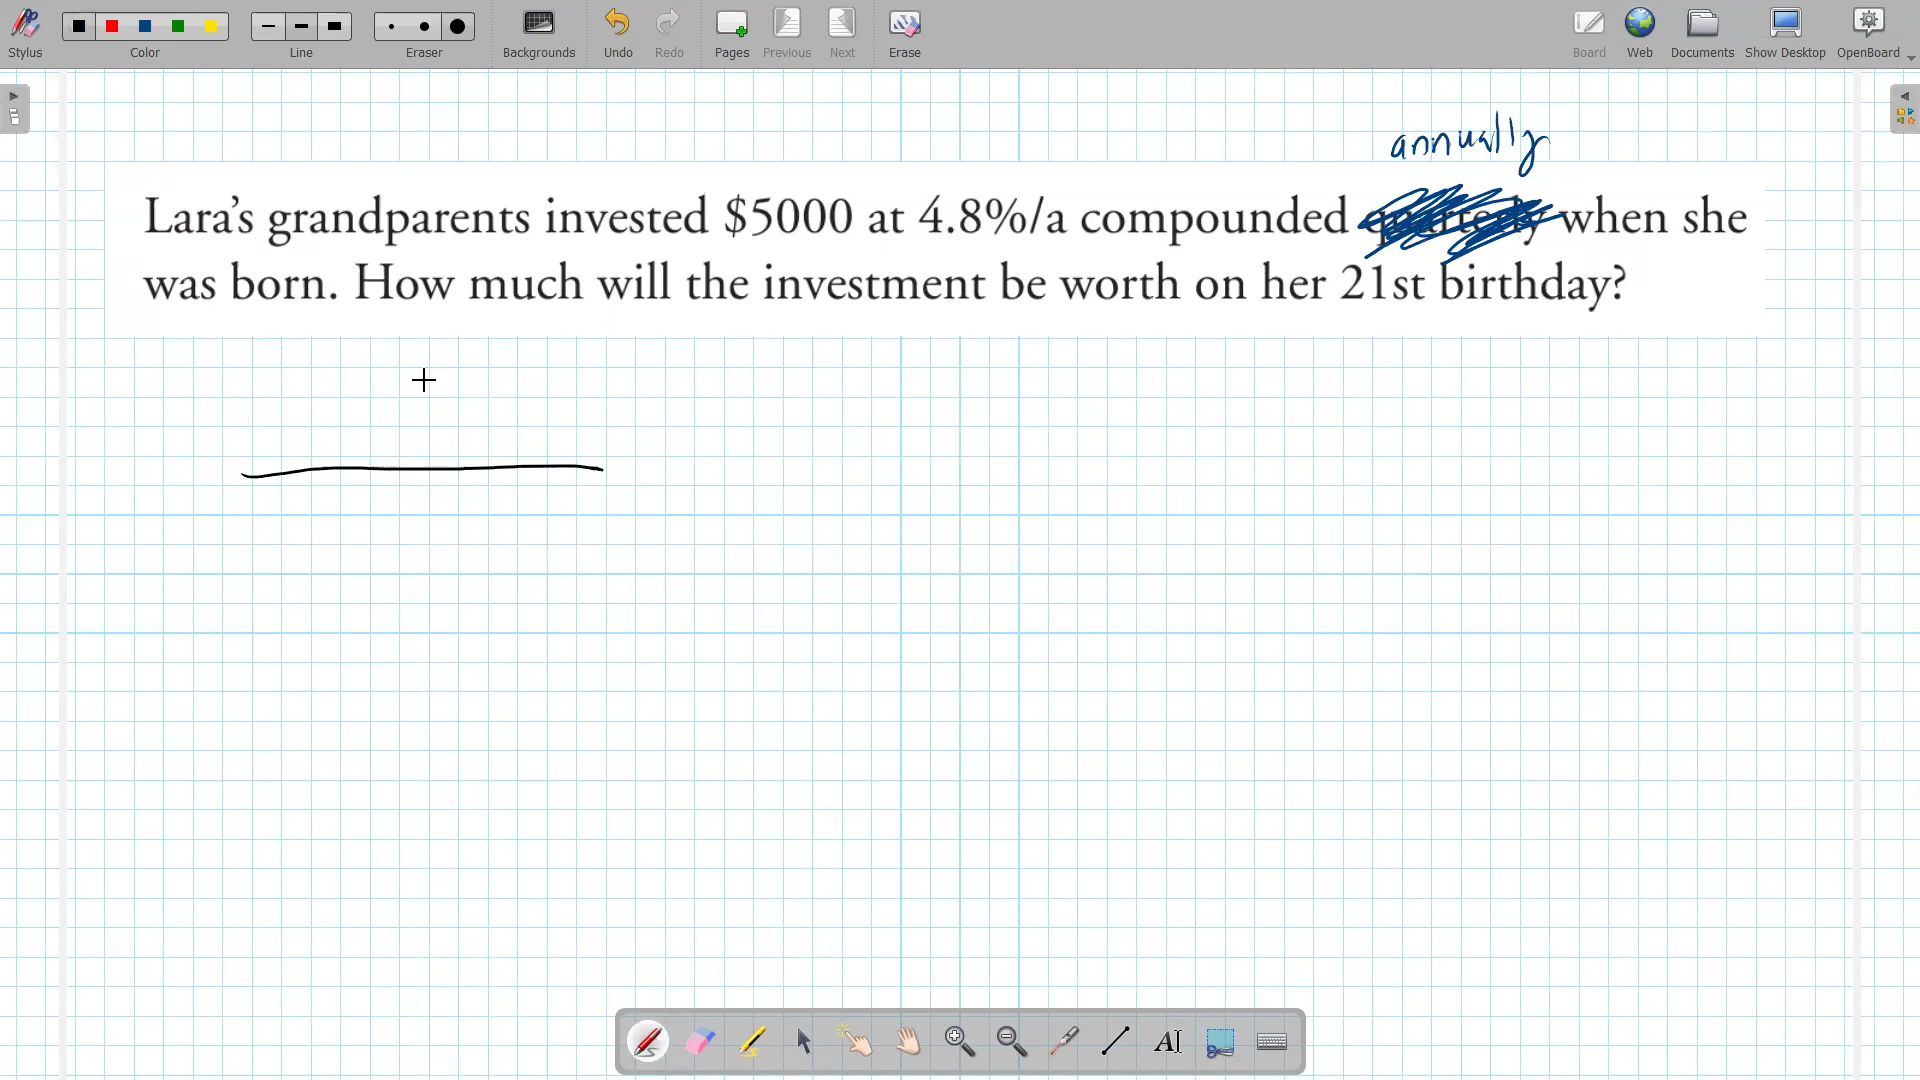 Stylus Color Line Eraser Backgrounds Undo Redo Pages Previous Next Erase Board Web Documents Show Desktop OpenBoard
annually
Lara's grandparents invested $5000 at 4.8%/a compounded quarterly when she
was born. How much will the investment be worth on her 21st birthday?